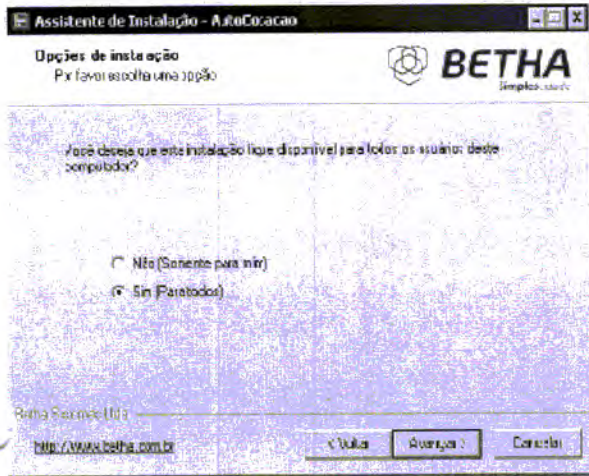 Assistente de Instalação - AutoCotacao
Opções de instalação
Por favor escolha uma opção
BETHA
Simples
Você deseja que esta instalação fique disponível para todos os usuários deste
computador?
Não (Somente para mim)
Sim (Para todos)
Betha Sistemas Ltda
http://www.betha.com.br
< Voltar
Avançar >
Cancelar